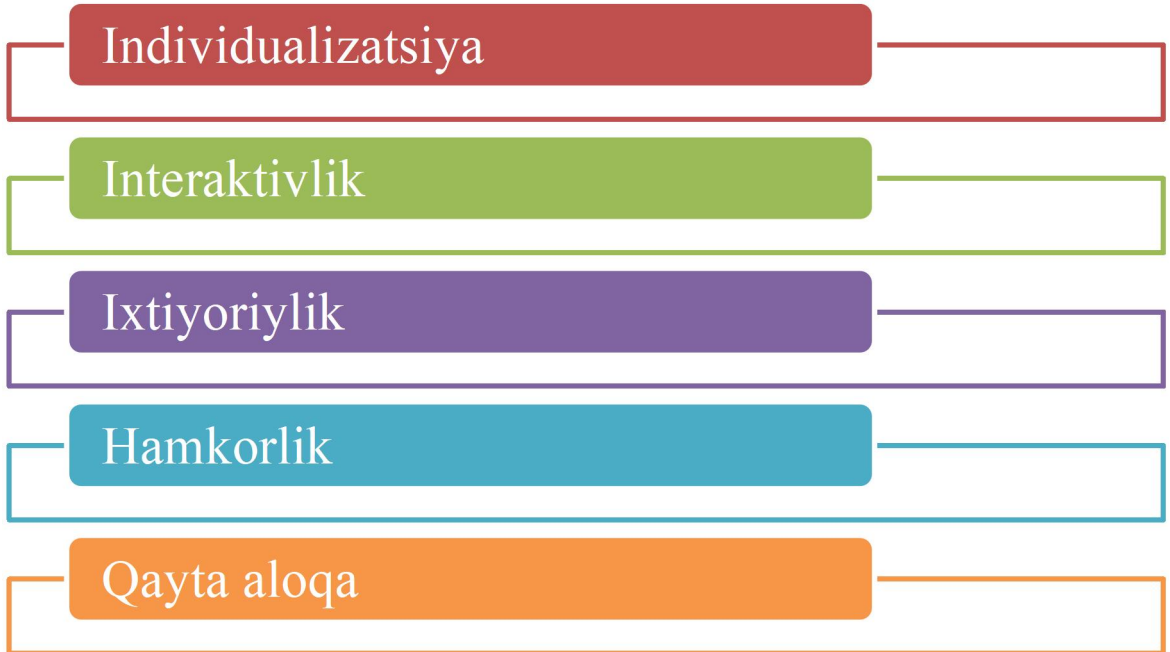 Individualizatsiya
Interaktivlik
Ixtiyoriylik
Hamkorlik
Qayta aloqa